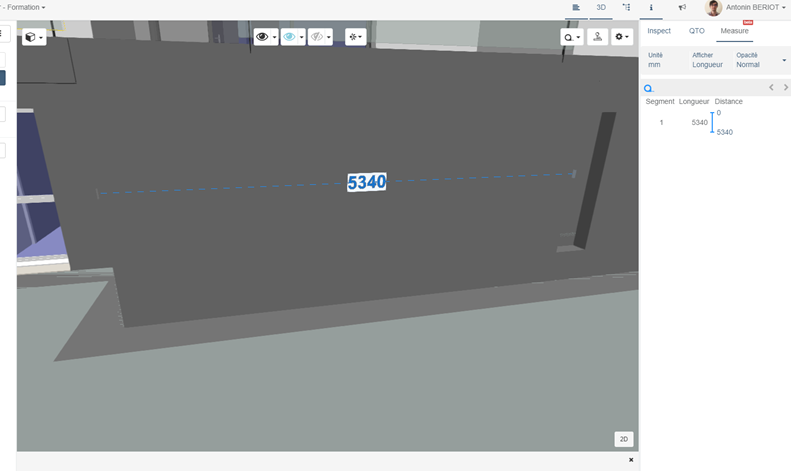 - Formation
3D
Antonin BERIOT
Inspect QTO Measure
beta
Unité Afficher Opacité
mm Longueur Normal
Segment Longueur Distance
0
1 5340
5340
5340
2D